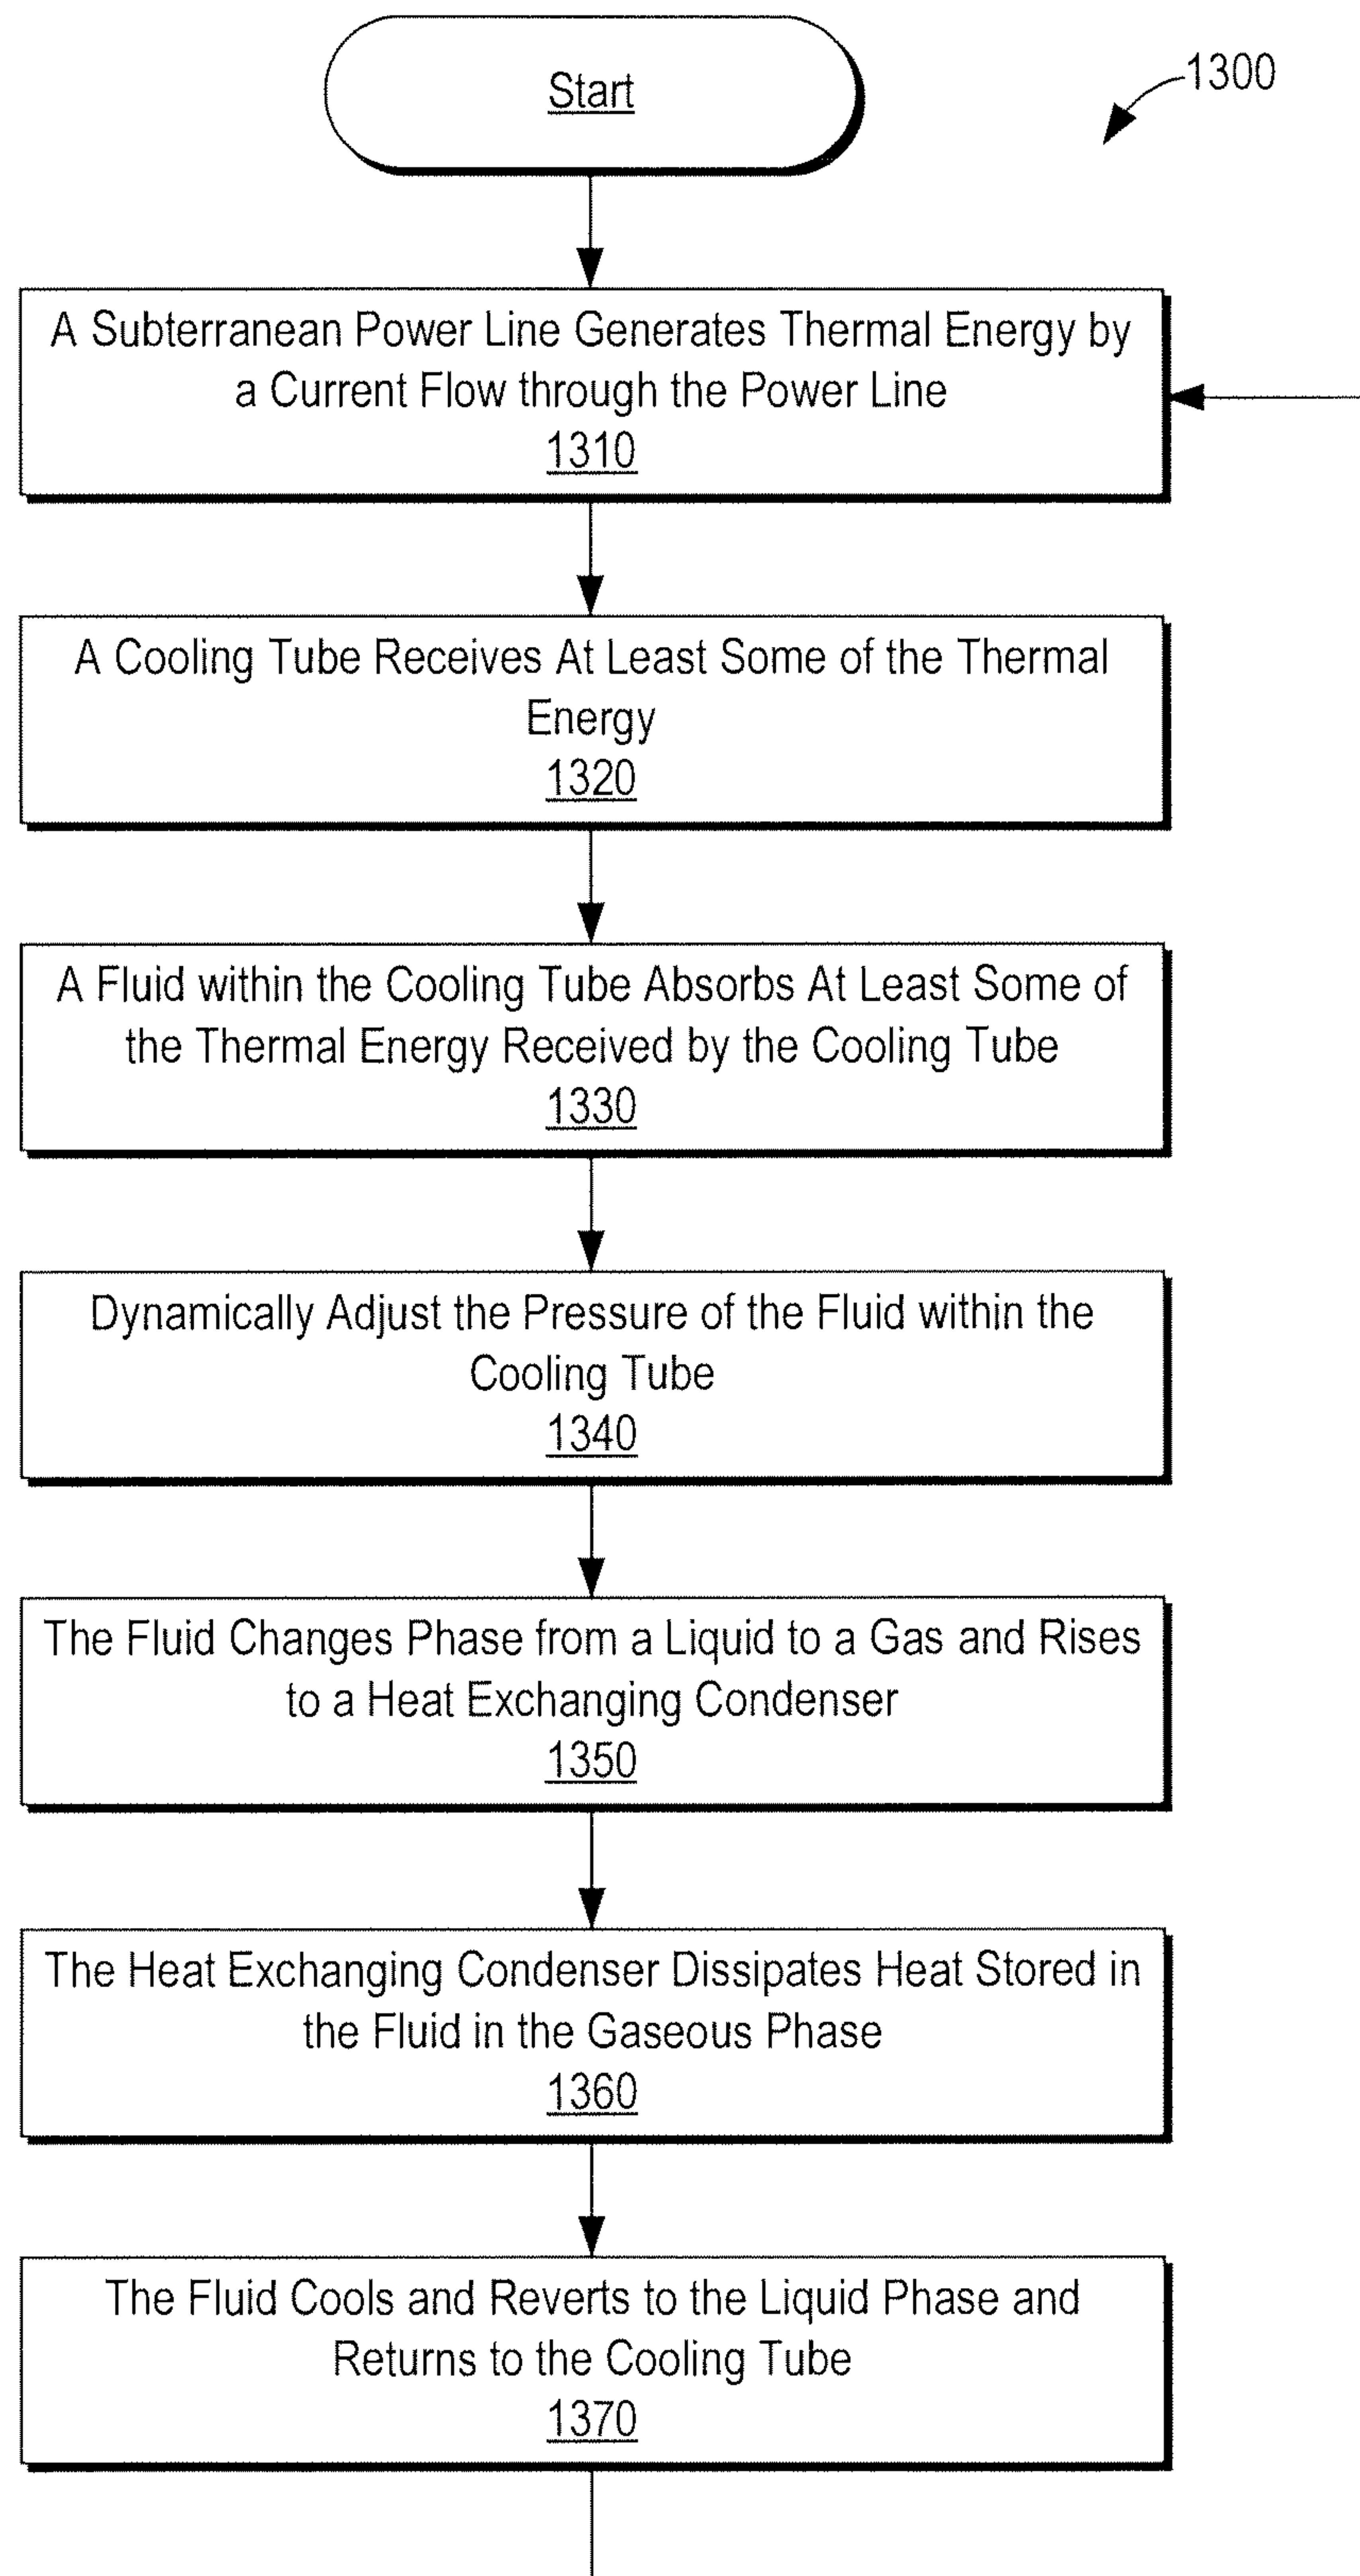 Start
1300
A Subterranean Power Line Generates Thermal Energy by
a Current Flow through the Power Line
1310
A Cooling Tube Receives At Least Some of the Thermal
Energy
1320
A Fluid within the Cooling Tube Absorbs At Least Some of
the Thermal Energy Received by the Cooling Tube
1330
Dynamically Adjust the Pressure of the Fluid within the
Cooling Tube
1340
The Fluid Changes Phase from a Liquid to a Gas and Rises
to a Heat Exchanging Condenser
1350
The Heat Exchanging Condenser Dissipates Heat Stored in
the Fluid in the Gaseous Phase
1360
The Fluid Cools and Reverts to the Liquid Phase and
Returns to the Cooling Tube
1370